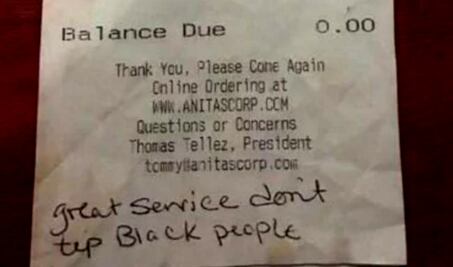 Balance Due 0.00
Thank You, Please Come Again
Online Ordering at
WWW.ANITASCORP.COM
Questions or Concerns
Thomas Tellez, President
tommy@anitascorp.com
great service don't
tip Black people